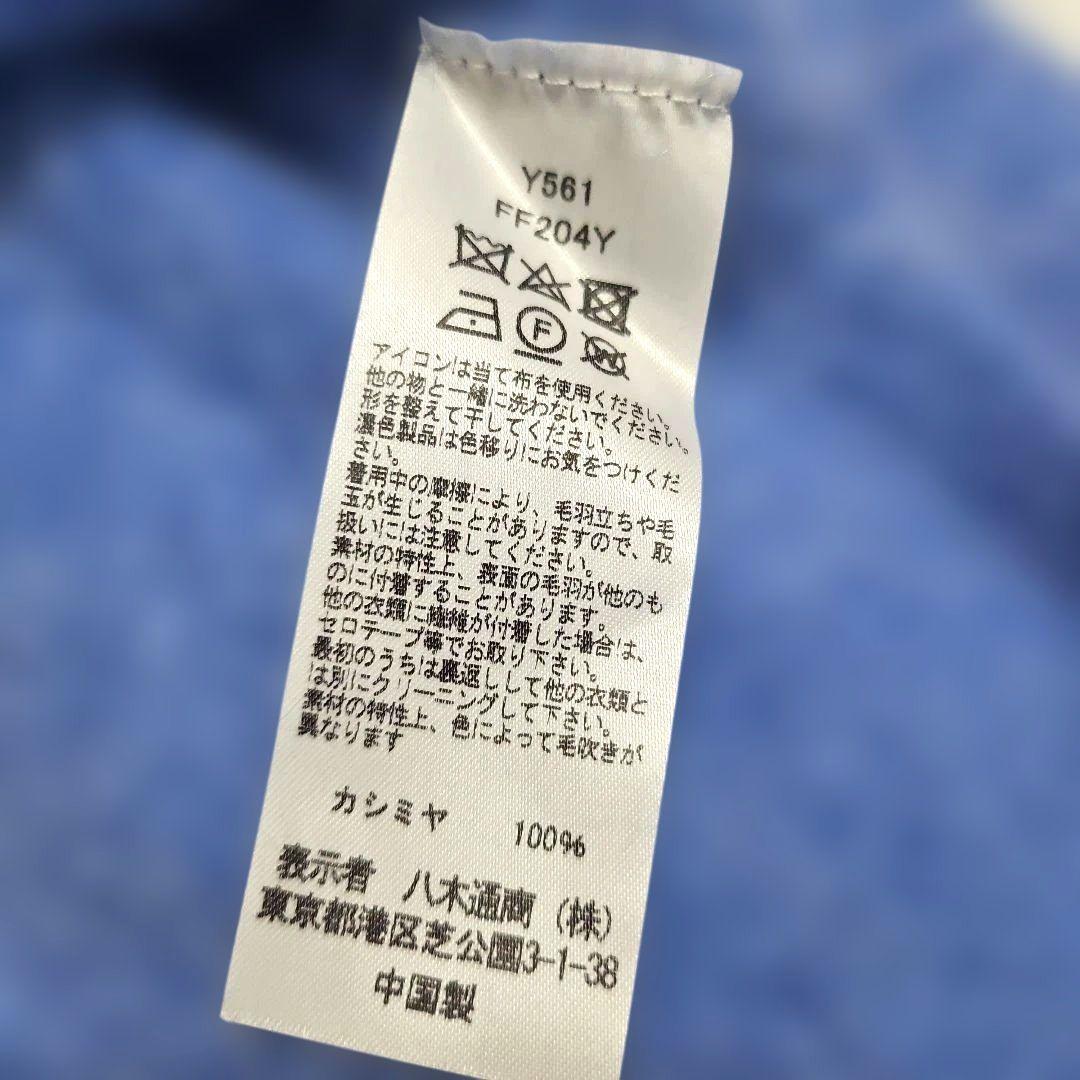 Y561
FF204Y
F
W
アイロンは当て布を使用ください。
他の物と一緒に洗わないでください。
形を整えて干してください。
濃色製品は色移りにお気をつけくだ
さい。
着用中の摩擦により、毛羽立ちや毛
玉が生じることがありますので、取
扱いには注意してください。
素材の特性上、表面の毛羽が他のも
のに付着することがあります。
他の衣類に繊維が付着した場合は、
セロテープ等でお取り下さい。
最初のうちは裏返しして他の衣類と
は別にクリーニングして下さい。
素材の特性上、色によって毛吹きが
異なります
カシミヤ 100%
表示者 八木通商（株）
東京都港区芝公園3-1-38
中国製